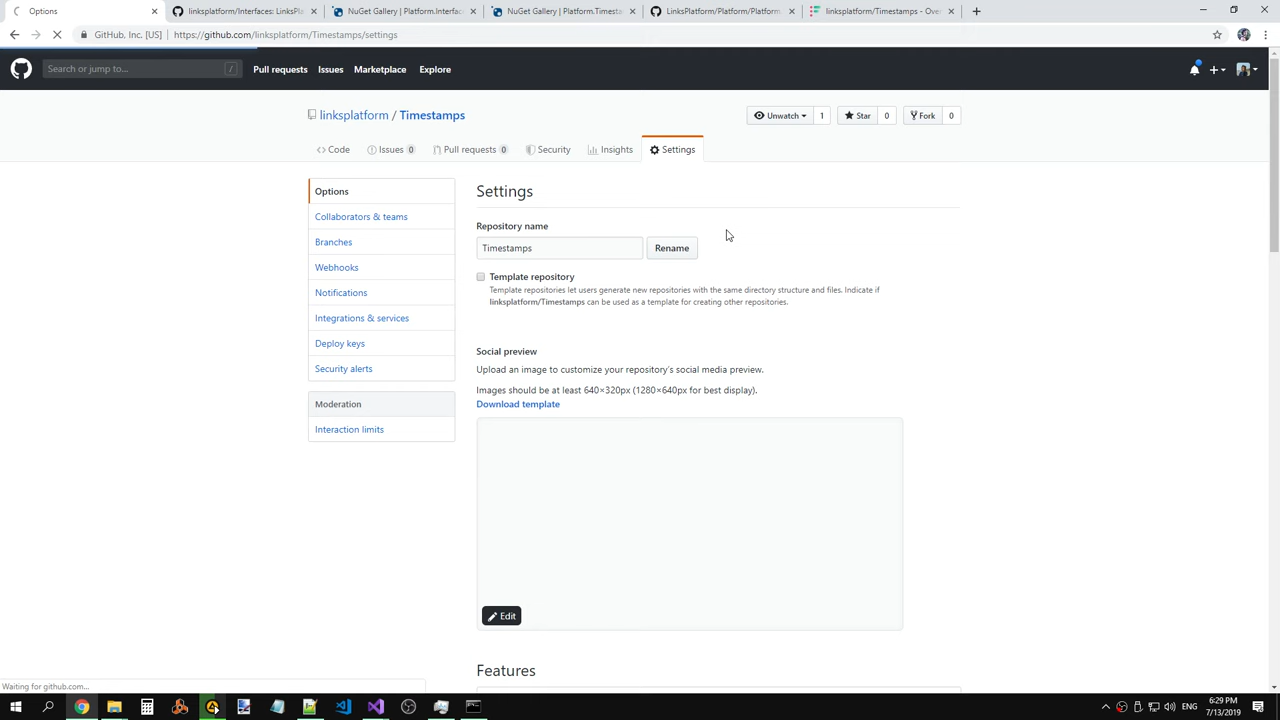 Options
linksplatform/Interfaces: LinksPl
NuGet Gallery | Platform.Interfac
NuGet Gallery | Platform.Timesta
LinksPlatform/Platform/Platform.
linksplatform/Timestamps - Over
GitHub, Inc. [US] | https://github.com/linksplatform/Timestamps/settings
Search or jump to... /
Pull requests Issues Marketplace Explore
linksplatform / Timestamps
Unwatch 1 Star 0 Fork 0
Code Issues 0 Pull requests 0 Security Insights Settings
Options
Collaborators & teams
Branches
Webhooks
Notifications
Integrations & services
Deploy keys
Security alerts
Moderation
Interaction limits
Settings
Repository name
Timestamps Rename
Template repository
Template repositories let users generate new repositories with the same directory structure and files. Indicate if
linksplatform/Timestamps can be used as a template for creating other repositories.
Social preview
Upload an image to customize your repository's social media preview.
Images should be at least 640×320px (1280×640px for best display).
Download template
Edit
Features
Waiting for github.com...
ENG
6:29 PM
7/13/2019